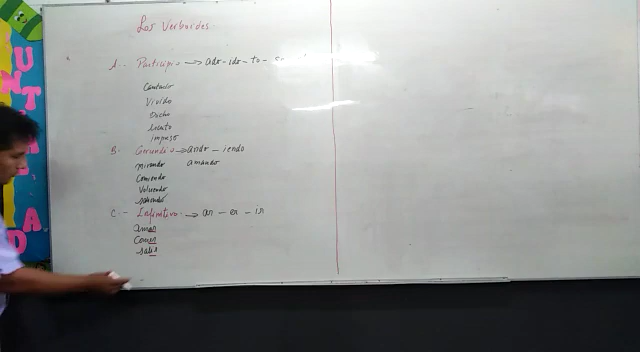 Los Verboides
A.- Participio → ado - ido - to - so
Cantado
Vivido
Dicho
impreso
B. Gerundio → ando - iendo
mirando amando
Comiendo
Volviendo
C.- Infinitivo → ar - er - ir
amar
Comer
salir